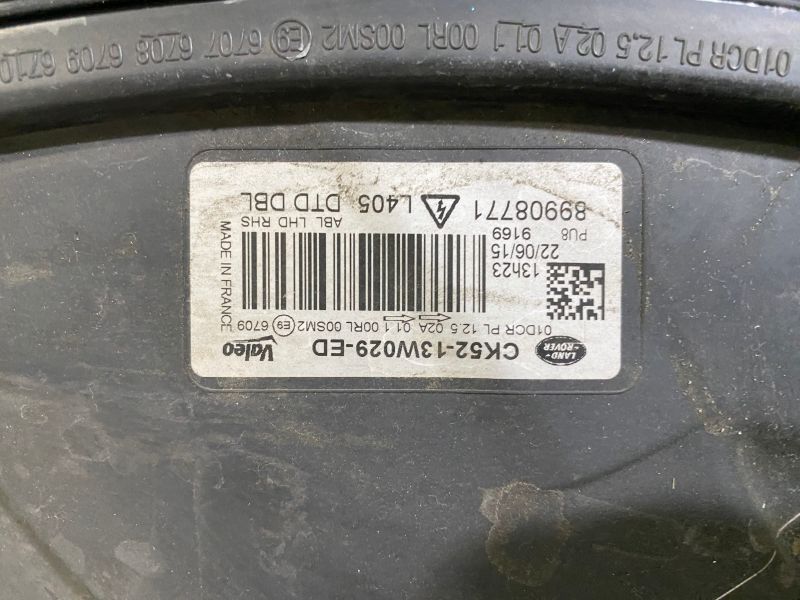 LAND-
ROVER
CK52-13W029-ED
Valeo
01DCR PL 12.5 02A 01 1 00RL 00SM2 E9 6709
13h23
22/06/15
9169
PU8
ABL LHD RHS
MADE IN FRANCE
89908771 L405 DTD DBL
01DCR PL 12,5 02A 01,1 00RL 00SM2 E9 6707 6708 6709 6710